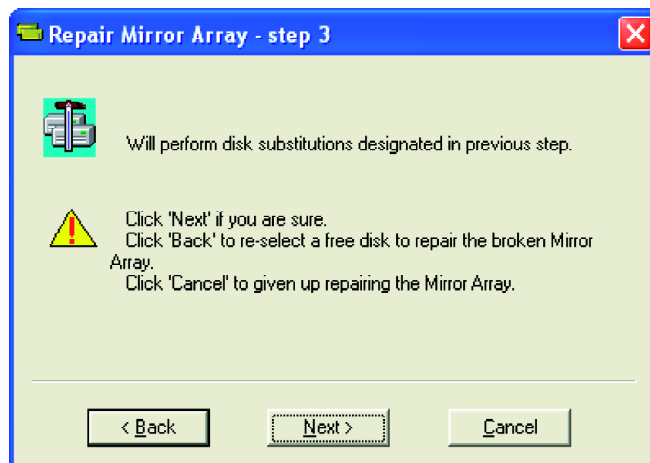 Repair Mirror Array - step 3
Will perform disk substitutions designated in previous step.
Click 'Next' if you are sure.
Click 'Back' to re-select a free disk to repair the broken Mirror
Array.
Click 'Cancel' to given up repairing the Mirror Array.
< Back
Next >
Cancel